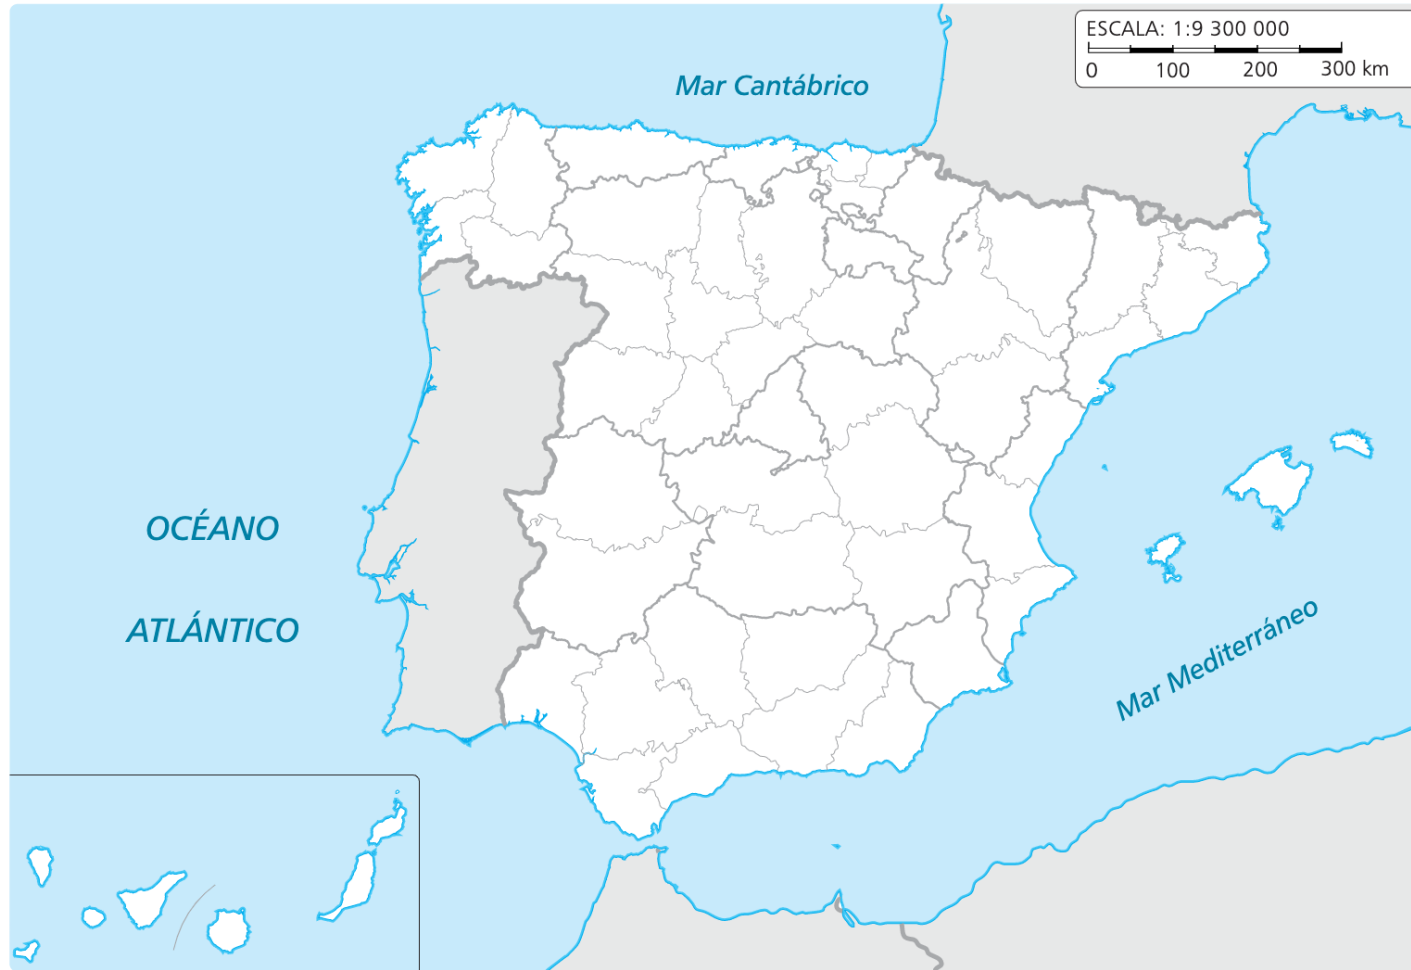 ESCALA: 1:9 300 000
0 100 200 300 km
Mar Cantábrico
OCÉANO
ATLÁNTICO
Mar Mediterráneo